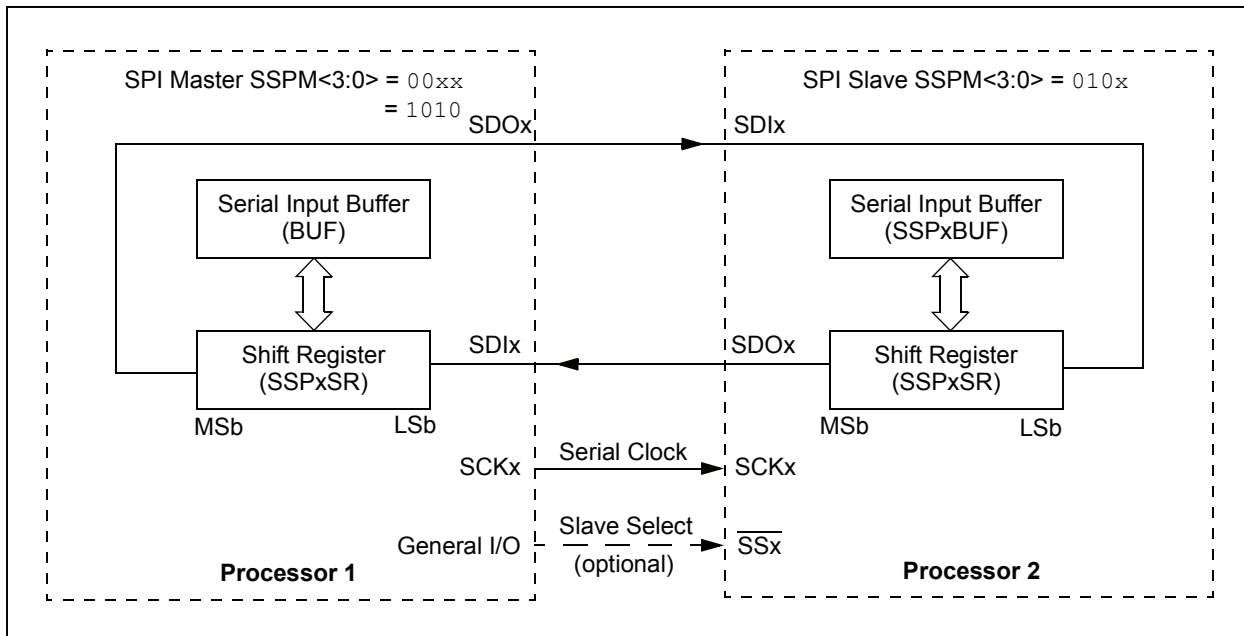 SPI Master SSPM<3:0> = 00xx
= 1010
SPI Slave SSPM<3:0> = 010x
SDOx
SDIx
Serial Input Buffer
(BUF)
Serial Input Buffer
(SSPxBUF)
Shift Register
(SSPxSR)
SDIx
SDOx
Shift Register
(SSPxSR)
MSb
LSb
MSb
LSb
SCKx
Serial Clock
SCKx
General I/O
Slave Select
(optional)
SSx
Processor 1
Processor 2